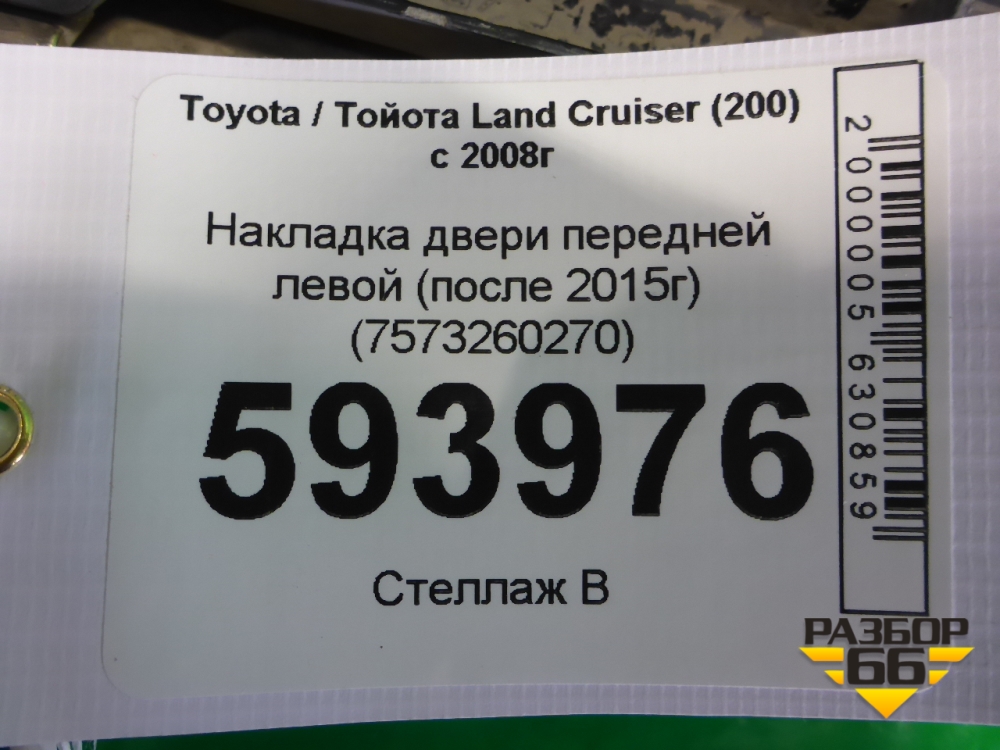 Toyota / Тойота Land Cruiser (200)
с 2008г
Накладка двери передней
левой (после 2015г)
(7573260270)
593976
Стеллаж В
2000005630859
РАЗБОР
66